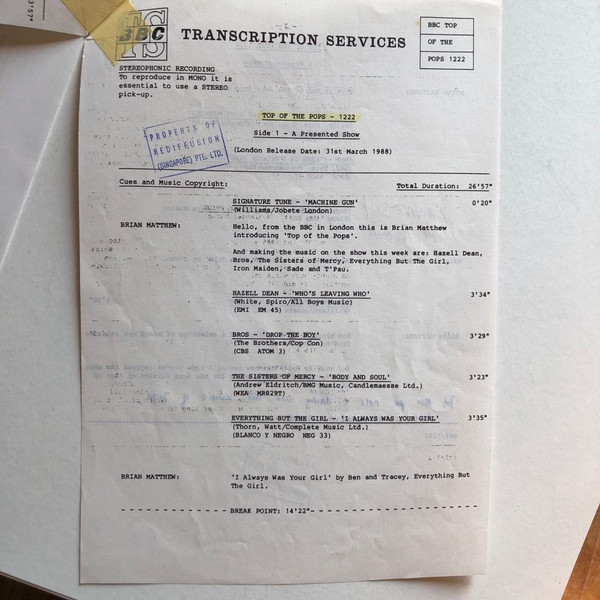 3'57"
BBC
TRANSCRIPTION SERVICES
BBC TOP
OF THE
POPS 1222
STEREOPHONIC RECORDING
To reproduce in MONO it is
essential to use a STEREO
pick-up.
TOP OF THE POPS - 1222
Side 1 - A Presented Show
(London Release Date: 31st March 1988)
PROPERTY OF
REDIFFUSION
(SINGAPORE) PTE. LTD.
Cues and Music Copyright: Total Duration: 26'57"
SIGNATURE TUNE - 'MACHINE GUN' 0'20"
(Williams/Jobete London)
BRIAN MATTHEW: Hello, from the BBC in London this is Brian Matthew
introducing 'Top of the Pops'.
And making the music on the show this week are: Hazell Dean,
Bros, The Sisters of Mercy, Everything But The Girl,
Iron Maiden, Sade and T'Pau.
HAZELL DEAN - 'WHO'S LEAVING WHO' 3'34"
(White, Spiro/All Boys Music)
(EMI EM 45)
BROS - 'DROP THE BOY' 3'29"
(The Brothers/Cop Con)
(CBS ATOM 3)
THE SISTERS OF MERCY - 'BODY AND SOUL' 3'23"
(Andrew Eldritch/BMG Music, Candlemaesse Ltd.)
(WEA MR029T)
EVERYTHING BUT THE GIRL - 'I ALWAYS WAS YOUR GIRL' 3'35"
(Thorn, Watt/Complete Music Ltd.)
(BLANCO Y NEGRO NEG 33)
BRIAN MATTHEW: 'I Always Was Your Girl' by Ben and Tracey, Everything But
The Girl.
BREAK POINT: 14'22"